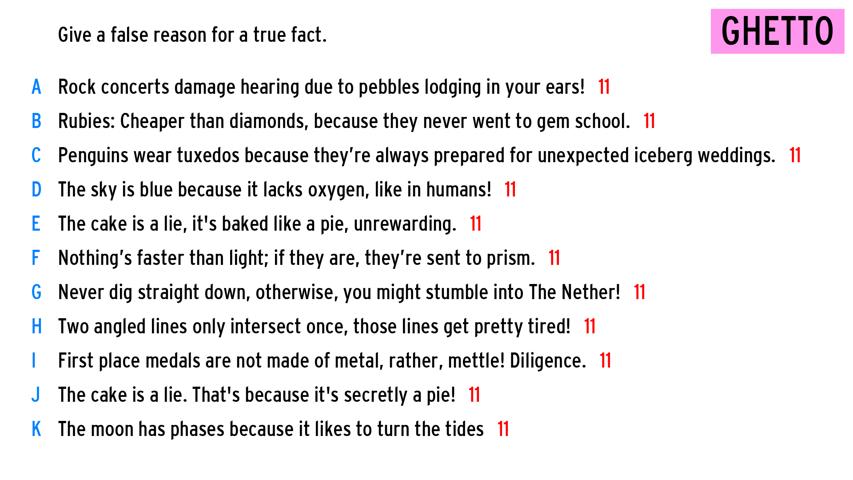 Give a false reason for a true fact.
GHETTO
A Rock concerts damage hearing due to pebbles lodging in your ears! 11
B Rubies: Cheaper than diamonds, because they never went to gem school. 11
C Penguins wear tuxedos because they're always prepared for unexpected iceberg weddings. 11
D The sky is blue because it lacks oxygen, like in humans! 11
E The cake is a lie, it's baked like a pie, unrewarding. 11
F Nothing's faster than light; if they are, they're sent to prism. 11
G Never dig straight down, otherwise, you might stumble into The Nether! 11
H Two angled lines only intersect once, those lines get pretty tired! 11
I First place medals are not made of metal, rather, mettle! Diligence. 11
J The cake is a lie. That's because it's secretly a pie! 11
K The moon has phases because it likes to turn the tides 11